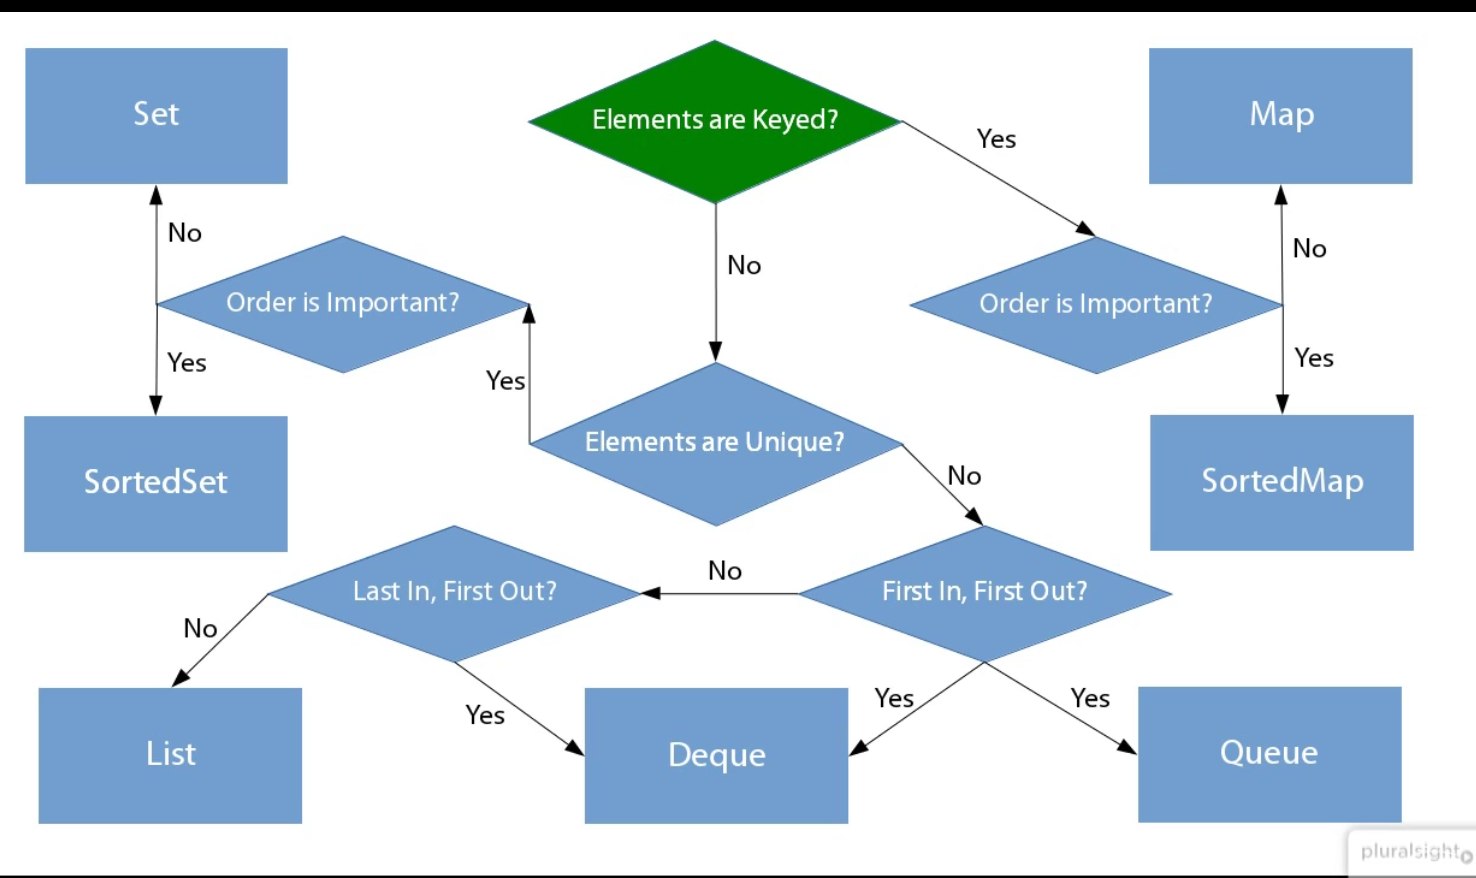 Set
Elements are Keyed?
Map
Yes
No
No
No
Order is Important?
Order is Important?
Yes
Yes
Yes
Elements are Unique?
No
SortedSet
SortedMap
No
Last In, First Out?
First In, First Out?
No
Yes
Yes
Yes
List
Deque
Queue
pluralsight